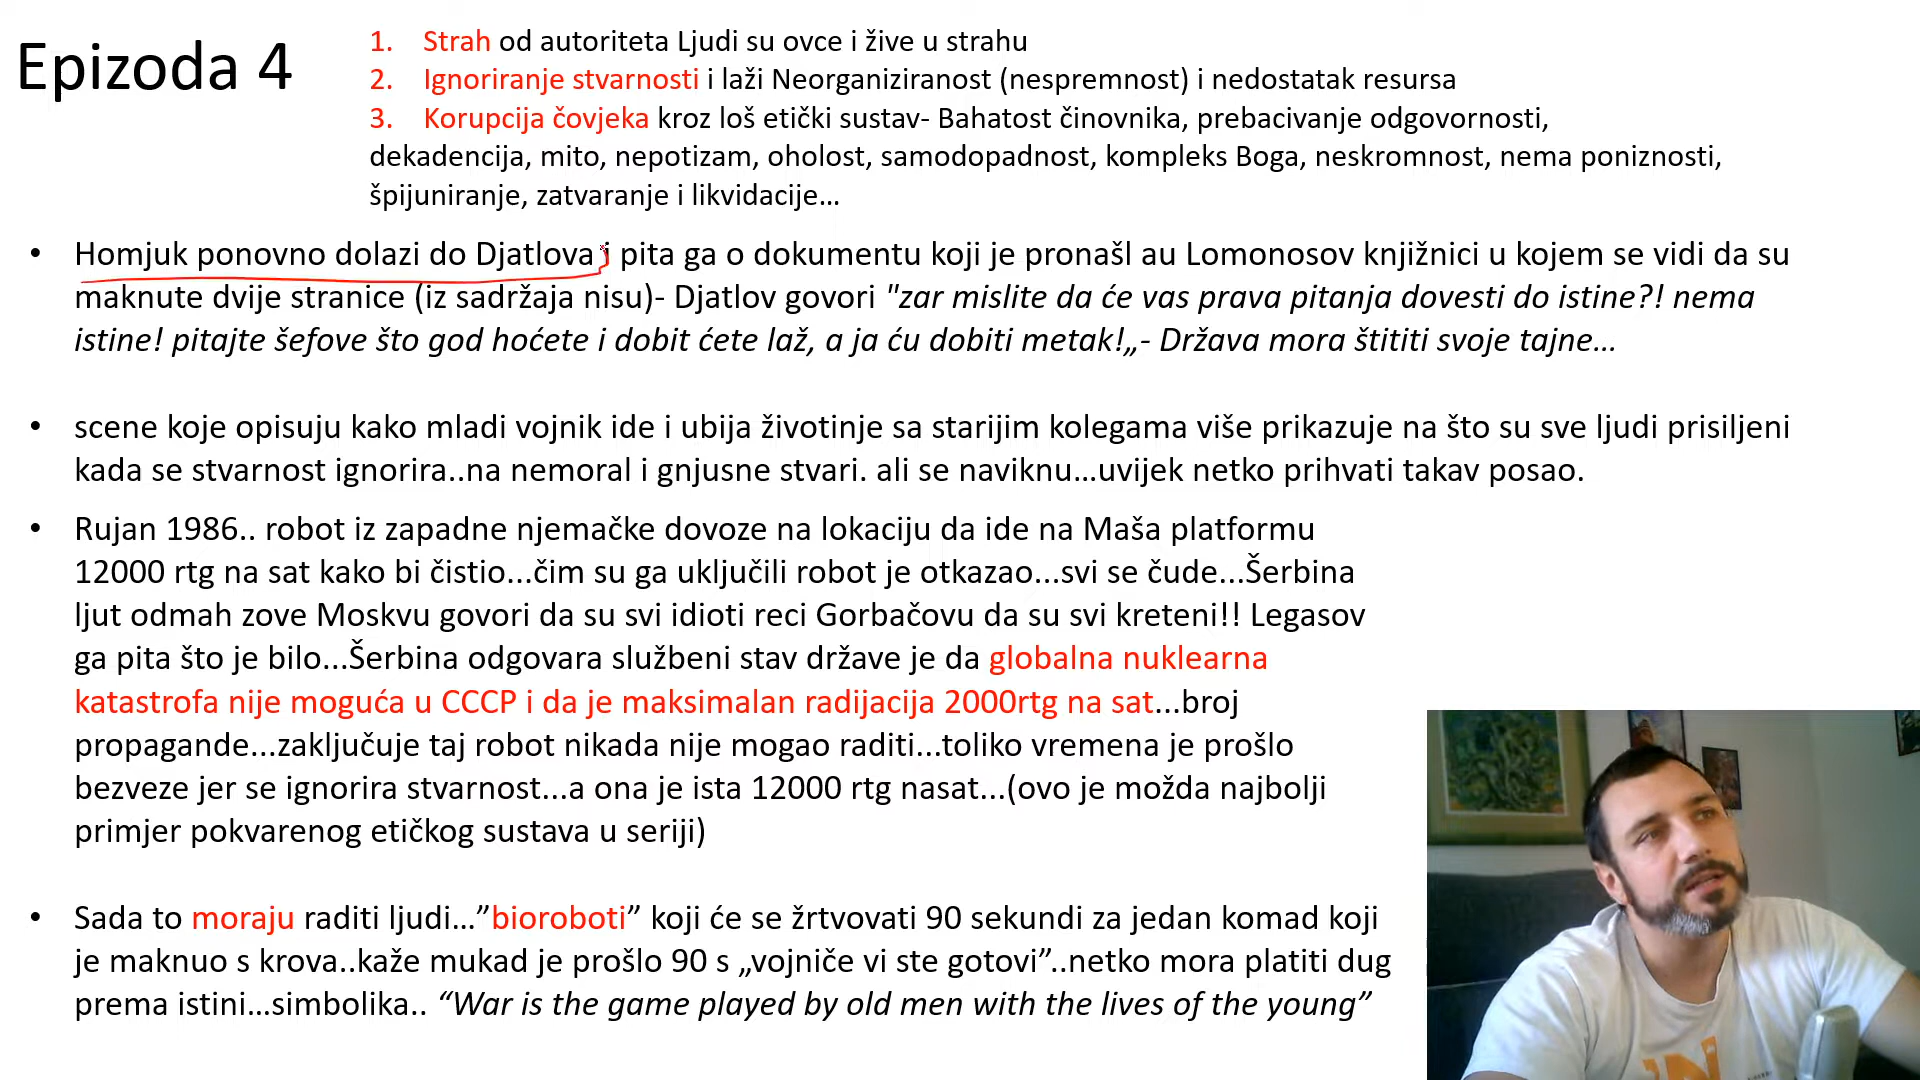 Epizoda 4
1. Strah od autoriteta Ljudi su ovce i žive u strahu
2. Ignoriranje stvarnosti i laži Neorganiziranost (nespremnost) i nedostatak resursa
3. Korupcija čovjeka kroz loš etički sustav- Bahatost činovnika, prebacivanje odgovornosti,
dekadencija, mito, nepotizam, oholost, samodopadnost, kompleks Boga, neskromnost, nema poniznosti,
špijuniranje, zatvaranje i likvidacije…
• Homjuk ponovno dolazi do Djatlova i pita ga o dokumentu koji je pronašl au Lomonosov knjižnici u kojem se vidi da su
maknute dvije stranice (iz sadržaja nisu)- Djatlov govori "zar mislite da će vas prava pitanja dovesti do istine?! nema
istine! pitajte šefove što god hoćete i dobit ćete laž, a ja ću dobiti metak!„- Država mora štititi svoje tajne…
• scene koje opisuju kako mladi vojnik ide i ubija životinje sa starijim kolegama više prikazuje na što su sve ljudi prisiljeni
kada se stvarnost ignorira..na nemoral i gnjusne stvari. ali se naviknu…uvijek netko prihvati takav posao.
• Rujan 1986.. robot iz zapadne njemačke dovoze na lokaciju da ide na Maša platformu
12000 rtg na sat kako bi čistio...čim su ga uključili robot je otkazao...svi se čude...Šerbina
ljut odmah zove Moskvu govori da su svi idioti reci Gorbačovu da su svi kreteni!! Legasov
ga pita što je bilo...Šerbina odgovara službeni stav države je da globalna nuklearna
katastrofa nije moguća u CCCP i da je maksimalan radijacija 2000rtg na sat...broj
propagande...zaključuje taj robot nikada nije mogao raditi...toliko vremena je prošlo
bezveze jer se ignorira stvarnost...a ona je ista 12000 rtg nasat...(ovo je možda najbolji
primjer pokvarenog etičkog sustava u seriji)
• Sada to moraju raditi ljudi…”bioroboti” koji će se žrtvovati 90 sekundi za jedan komad koji
je maknuo s krova..kaže mukad je prošlo 90 s „vojniče vi ste gotovi”..netko mora platiti dug
prema istini…simbolika.. “War is the game played by old men with the lives of the young”